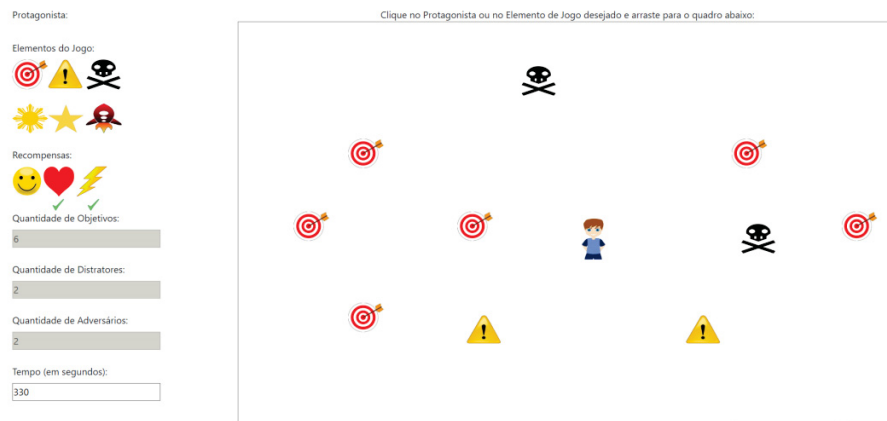 Protagonista:
Clique no Protagonista ou no Elemento de Jogo desejado e arraste para o quadro abaixo:
Elementos do Jogo:
Recompensas:
Quantidade de Objetivos:
6
Quantidade de Distratores:
2
Quantidade de Adversários:
2
Tempo (em segundos):
330